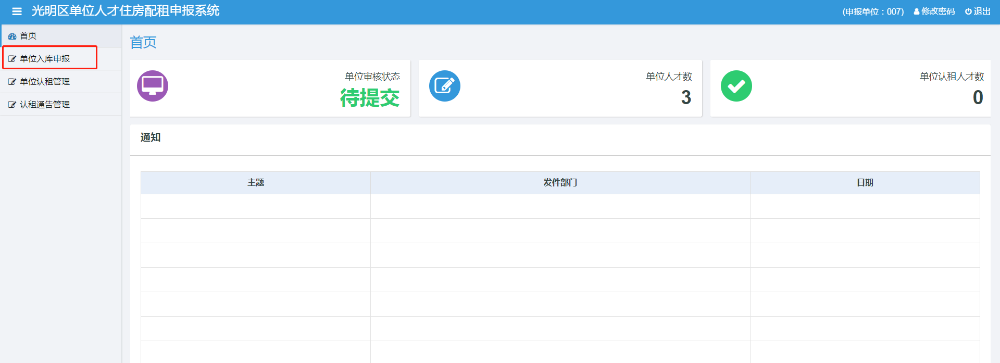 光明区单位人才住房配租申报系统
(申报单位：007) 修改密码 退出
首页
单位入库申报
单位认租管理
认租通告管理
首页
单位审核状态
待提交
单位人才数
3
单位认租人才数
0
通知
主题 发件部门 日期